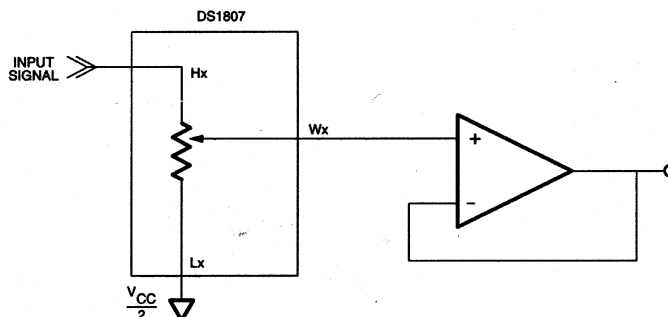 DS1807
INPUT
SIGNAL
Hx
Wx
+
−
Lx
VCC
2